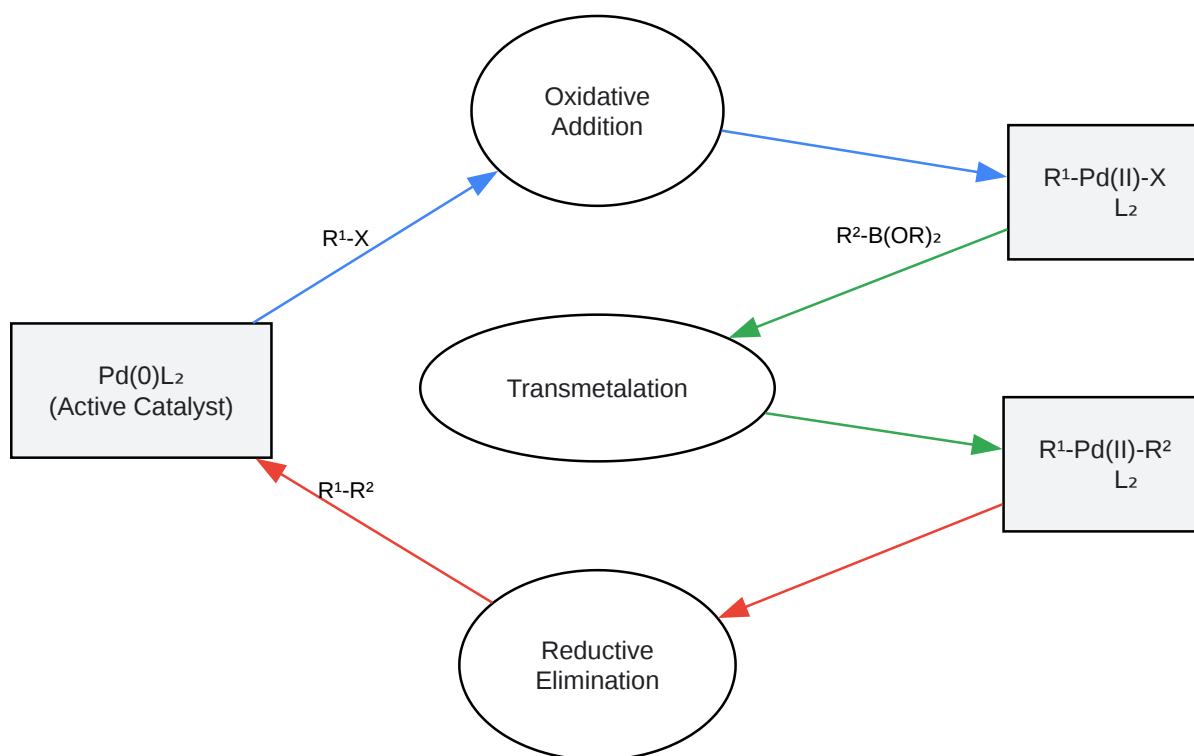 Oxidative
Addition
R¹-Pd(II)-X
L₂
R¹-X
R²-B(OR)₂
Pd(0)L₂
(Active Catalyst)
Transmetalation
R¹-Pd(II)-R²
L₂
R¹-R²
Reductive
Elimination